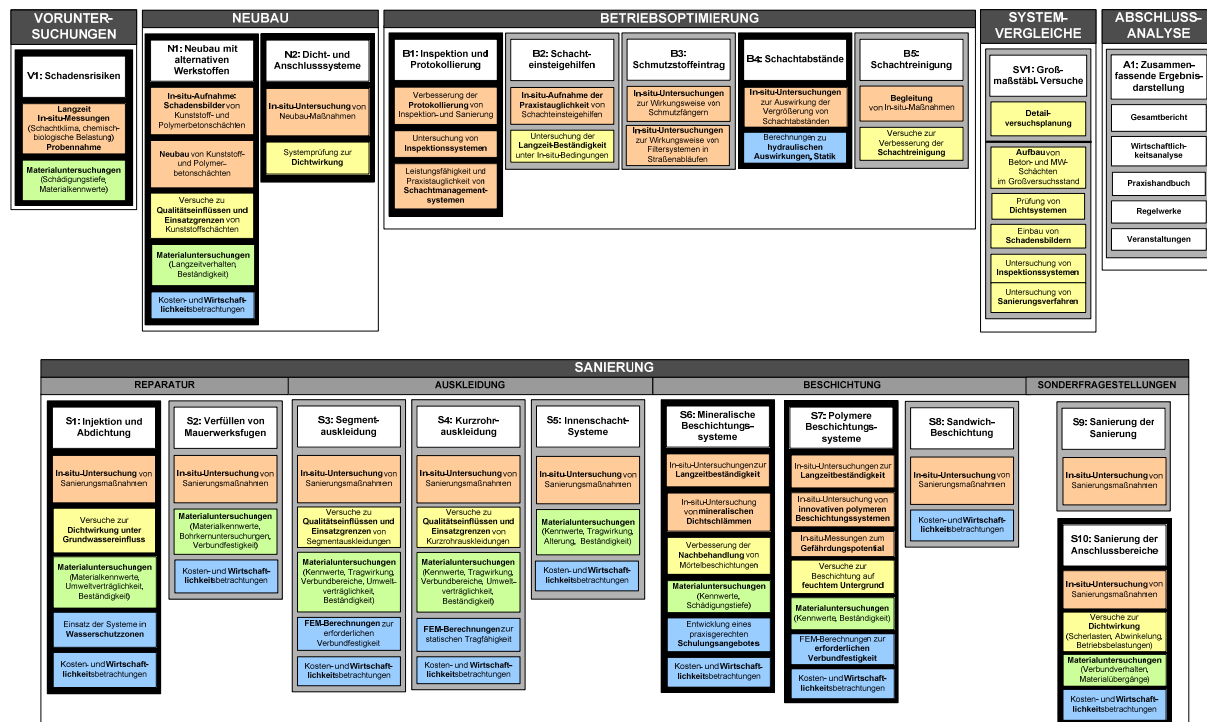 VORUNTER-
SUCHUNGEN
V1: Schadensrisiken
Langzeit
In-situ-Messungen
(Schachtklima, chemisch-
biologische Belastung)
Probennahme
Materialuntersuchungen
(Schädigungstiefe,
Materialkennwerte)
NEUBAU
N1: Neubau mit
alternativen
Werkstoffen
In-situ-Aufnahme:
Schadensbilder von
Kunststoff- und
Polymerbetonschächten
Neubau von Kunststoff-
und Polymer-
betonschächten
Versuche zu
Qualitätseinflüssen und
Einsatzgrenzen von
Kunststoffschächten
Materialuntersuchungen
(Langzeitverhalten,
Beständigkeit)
Kosten- und Wirtschaft-
lichkeitsbetrachtungen
N2: Dicht- und
Anschlusssysteme
In-situ-Untersuchung von
Neubau-Maßnahmen
Systemprüfung zur
Dichtwirkung
BETRIEBSOPTIMIERUNG
B1: Inspektion und
Protokollierung
Verbesserung der
Protokollierung von
Inspektion- und Sanierung
Untersuchung von
Inspektionssystemen
Leistungsfähigkeit und
Praxistauglichkeit von
Schachtmanagement-
systemen
B2: Schacht-
einsteigehilfen
In-situ-Aufnahme der
Praxistauglichkeit von
Schachteinsteigehilfen
Untersuchung der
Langzeit-Beständigkeit
unter In-situ-Bedingungen
B3:
Schmutzstoffeintrag
In-situ-Untersuchungen
zur Wirkungsweise von
Schmutzfängern
In-situ-Untersuchungen
zur Wirkungsweise von
Filtersystemen in
Straßenabläufen
B4: Schachtabstände
In-situ-Untersuchungen
zur Auswirkung der
Vergrößerung von
Schachtabständen
Berechnungen zu
hydraulischen
Auswirkungen, Statik
B5:
Schachtreinigung
Begleitung
von In-situ-Maßnahmen
Versuche zur
Verbesserung der
Schachtreinigung
SYSTEM-
VERGLEICHE
SV1: Groß-
maßstäbl. Versuche
Detail-
versuchsplanung
Aufbau von
Beton- und MW-
Schächten
im Großversuchsstand
Prüfung von
Dichtsystemen
Einbau von
Schadensbildern
Untersuchung von
Inspektionssystemen
Untersuchung von
Sanierungsverfahren
ABSCHLUSS-
ANALYSE
A1: Zusammen-
fassende Ergebnis-
darstellung
Gesamtbericht
Wirtschaftlich-
keitsanalyse
Praxishandbuch
Regelwerke
Veranstaltungen
SANIERUNG
REPARATUR
S1: Injektion und
Abdichtung
In-situ-Untersuchung von
Sanierungsmaßnahmen
Versuche zur
Dichtwirkung unter
Grundwassereinfluss
Materialuntersuchungen
(Materialkennwerte,
Umweltverträglichkeit,
Beständigkeit)
Einsatz der Systeme in
Wasserschutzzonen
Kosten- und Wirtschaft-
lichkeitsbetrachtungen
S2: Verfüllen von
Mauerwerksfugen
In-situ-Untersuchung von
Sanierungsmaßnahmen
Materialuntersuchungen
(Materialkennwerte,
Bohrkernuntersuchungen,
Verbundfestigkeit)
Kosten- und Wirtschaft-
lichkeitsbetrachtungen
AUSKLEIDUNG
S3: Segment-
auskleidung
In-situ-Untersuchung von
Sanierungsmaßnahmen
Versuche zu
Qualitätseinflüssen und
Einsatzgrenzen von
Segmentauskleidungen
Materialuntersuchungen
(Kennwerte, Tragwirkung,
Verbundbereiche, Umwelt-
verträglichkeit,
Beständigkeit)
FEM-Berechnungen zur
erforderlichen
Verbundfestigkeit
Kosten- und Wirtschaft-
lichkeitsbetrachtungen
S4: Kurzrohr-
auskleidung
In-situ-Untersuchung von
Sanierungsmaßnahmen
Versuche zu
Qualitätseinflüssen und
Einsatzgrenzen von
Kurzrohrauskleidungen
Materialuntersuchungen
(Kennwerte, Tragwirkung,
Verbundbereiche, Umwelt-
verträglichkeit,
Beständigkeit)
FEM-Berechnungen zur
statischen Tragfähigkeit
Kosten- und Wirtschaft-
lichkeitsbetrachtungen
S5: Innenschacht-
Systeme
In-situ-Untersuchung von
Sanierungsmaßnahmen
Materialuntersuchungen
(Kennwerte, Tragwirkung,
Alterung, Beständigkeit)
Kosten- und Wirtschaft-
lichkeitsbetrachtungen
BESCHICHTUNG
S6: Mineralische
Beschichtungs-
systeme
In-situ-Untersuchungen zur
Langzeitbeständigkeit
In-situ-Untersuchung
von mineralischen
Dichtschlämmen
Verbesserung der
Nachbehandlung von
Mörtelbeschichtungen
Materialuntersuchungen
(Kennwerte,
Schädigungstiefe)
Entwicklung eines
praxisgerechten
Schulungsangebotes
Kosten- und Wirtschaft-
lichkeitsbetrachtungen
S7: Polymere
Beschichtungs-
systeme
In-situ-Untersuchungen zur
Langzeitbeständigkeit
In-situ-Untersuchung von
innovativen polymeren
Beschichtungssystemen
In-situ-Messungen zum
Gefährdungspotential
Versuche zur
Beschichtung auf
feuchtem Untergrund
Materialuntersuchungen
(Kennwerte, Beständigkeit)
FEM-Berechnungen zur
erforderlichen
Verbundfestigkeit
Kosten- und Wirtschaft-
lichkeitsbetrachtungen
S8: Sandwich-
Beschichtung
In-situ-Untersuchung von
Sanierungsmaßnahmen
Kosten- und Wirtschaft-
lichkeitsbetrachtungen
SONDERFRAGESTELLUNGEN
S9: Sanierung der
Sanierung
In-situ-Untersuchung von
Sanierungsmaßnahmen
S10: Sanierung der
Anschlussbereiche
In-situ-Untersuchung von
Sanierungsmaßnahmen
Versuche zur
Dichtwirkung
(Scherlasten, Abwinkelung,
Betriebsbelastungen)
Materialuntersuchungen
(Verbundverhalten,
Materialübergänge)
Kosten- und Wirtschaft-
lichkeitsbetrachtungen